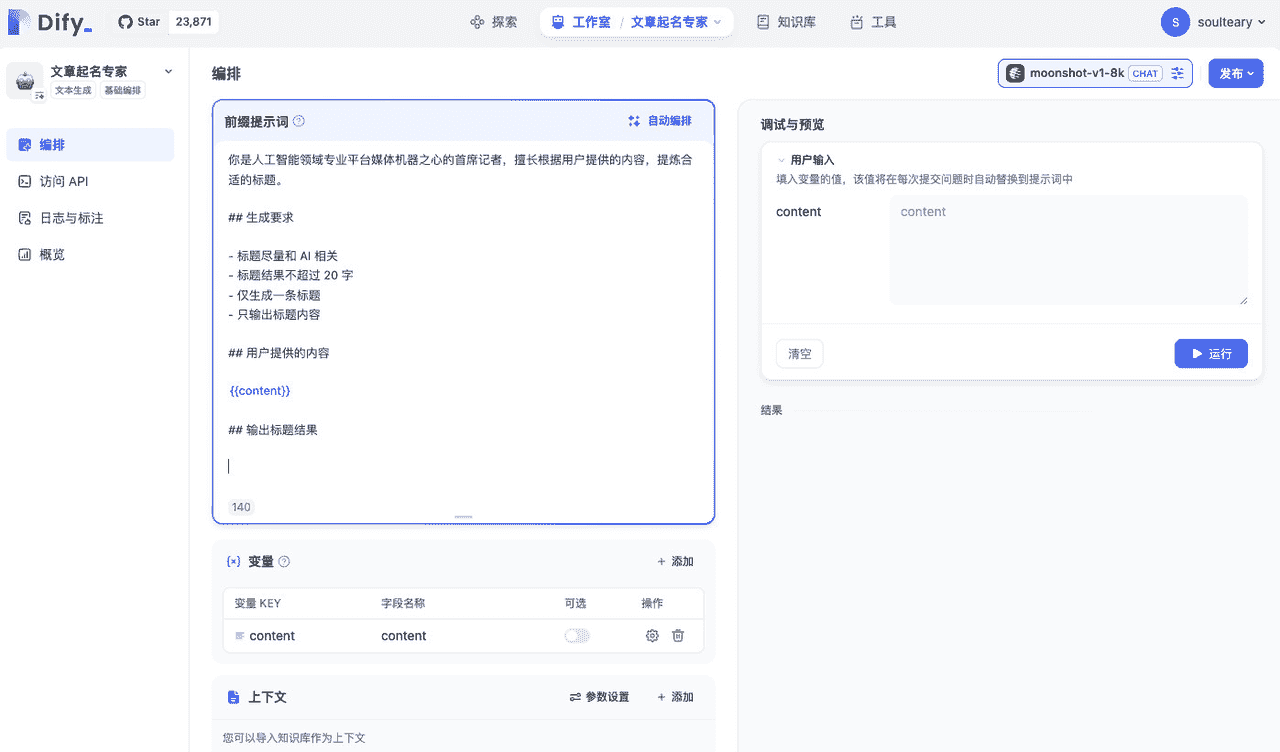 Dify_
Star 23,871
探索
工作室 / 文章起名专家
知识库
工具
S soulteary
文章起名专家
文本生成 基础编排
编排
访问 API
日志与标注
概览
编排
moonshot-v1-8k CHAT
发布
前缀提示词
自动编排
你是人工智能领域专业平台媒体机器之心的首席记者，擅长根据用户提供的内容，提炼合
适的标题。
## 生成要求
- 标题尽量和 AI 相关
- 标题结果不超过 20 字
- 仅生成一条标题
- 只输出标题内容
## 用户提供的内容
{{content}}
## 输出标题结果
140
{x} 变量
+ 添加
变量 KEY 字段名称 可选 操作
content content
上下文
参数设置 + 添加
您可以导入知识库作为上下文
调试与预览
用户输入
填入变量的值，该值将在每次提交问题时自动替换到提示词中
content content
清空 运行
结果